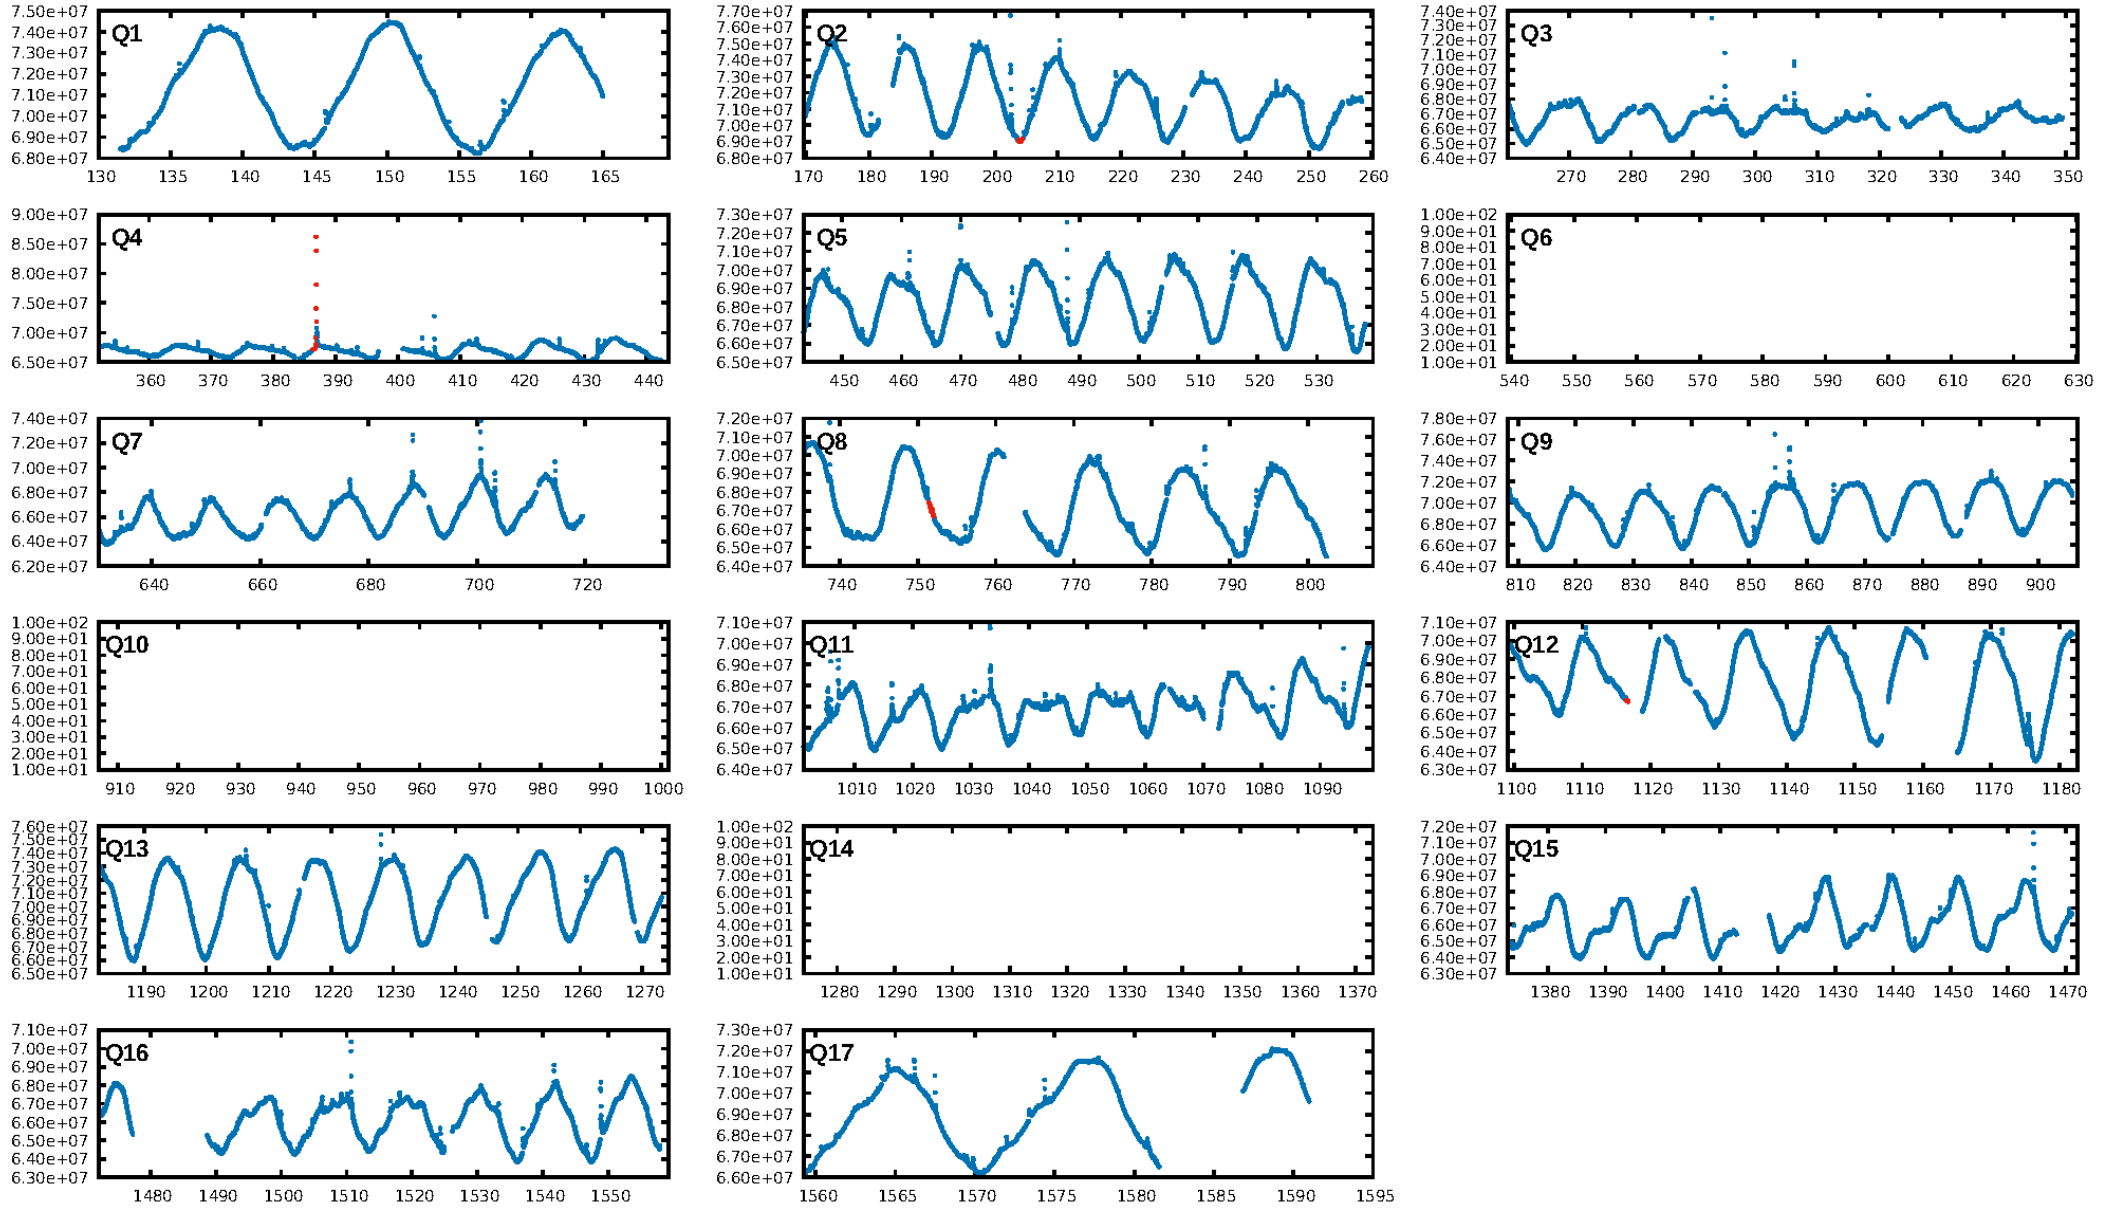 7.50e+07
7.40e+07
7.30e+07
7.20e+07
7.10e+07
7.00e+07
6.90e+07
6.80e+07
Q1
130 135 140 145 150 155 160 165
7.70e+07
7.60e+07
7.50e+07
7.40e+07
7.30e+07
7.20e+07
7.10e+07
7.00e+07
6.90e+07
6.80e+07
Q2
170 180 190 200 210 220 230 240 250 260
7.40e+07
7.30e+07
7.20e+07
7.10e+07
7.00e+07
6.90e+07
6.80e+07
6.70e+07
6.60e+07
6.50e+07
6.40e+07
Q3
270 280 290 300 310 320 330 340 350
9.00e+07
8.50e+07
8.00e+07
7.50e+07
7.00e+07
6.50e+07
Q4
360 370 380 390 400 410 420 430 440
7.30e+07
7.20e+07
7.10e+07
7.00e+07
6.90e+07
6.80e+07
6.70e+07
6.60e+07
6.50e+07
Q5
450 460 470 480 490 500 510 520 530
1.00e+02
9.00e+01
8.00e+01
7.00e+01
6.00e+01
5.00e+01
4.00e+01
3.00e+01
2.00e+01
1.00e+01
Q6
540 550 560 570 580 590 600 610 620 630
7.40e+07
7.20e+07
7.00e+07
6.80e+07
6.60e+07
6.40e+07
6.20e+07
Q7
640 660 680 700 720
7.20e+07
7.10e+07
7.00e+07
6.90e+07
6.80e+07
6.70e+07
6.60e+07
6.50e+07
6.40e+07
Q8
740 750 760 770 780 790 800
7.80e+07
7.60e+07
7.40e+07
7.20e+07
7.00e+07
6.80e+07
6.60e+07
6.40e+07
Q9
810 820 830 840 850 860 870 880 890 900
1.00e+02
9.00e+01
8.00e+01
7.00e+01
6.00e+01
5.00e+01
4.00e+01
3.00e+01
2.00e+01
1.00e+01
Q10
910 920 930 940 950 960 970 980 990 1000
7.10e+07
7.00e+07
6.90e+07
6.80e+07
6.70e+07
6.60e+07
6.50e+07
6.40e+07
Q11
1010 1020 1030 1040 1050 1060 1070 1080 1090
7.10e+07
7.00e+07
6.90e+07
6.80e+07
6.70e+07
6.60e+07
6.50e+07
6.40e+07
6.30e+07
Q12
1100 1110 1120 1130 1140 1150 1160 1170 1180
7.60e+07
7.50e+07
7.40e+07
7.30e+07
7.20e+07
7.10e+07
7.00e+07
6.90e+07
6.80e+07
6.70e+07
6.60e+07
6.50e+07
Q13
1190 1200 1210 1220 1230 1240 1250 1260 1270
1.00e+02
9.00e+01
8.00e+01
7.00e+01
6.00e+01
5.00e+01
4.00e+01
3.00e+01
2.00e+01
1.00e+01
Q14
1280 1290 1300 1310 1320 1330 1340 1350 1360 1370
7.20e+07
7.10e+07
7.00e+07
6.90e+07
6.80e+07
6.70e+07
6.60e+07
6.50e+07
6.40e+07
6.30e+07
Q15
1380 1390 1400 1410 1420 1430 1440 1450 1460 1470
7.10e+07
7.00e+07
6.90e+07
6.80e+07
6.70e+07
6.60e+07
6.50e+07
6.40e+07
6.30e+07
Q16
1480 1490 1500 1510 1520 1530 1540 1550
7.30e+07
7.20e+07
7.10e+07
7.00e+07
6.90e+07
6.80e+07
6.70e+07
6.60e+07
Q17
1560 1565 1570 1575 1580 1585 1590 1595